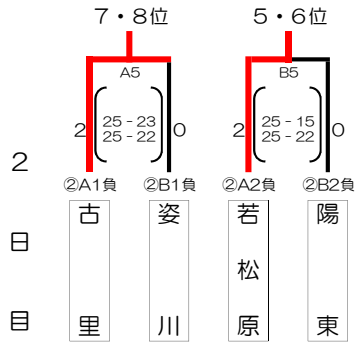 7・8位 5・6位
A5 B5
2 25-23 0 2 25-15 0
25-22 25-22
②A1負 ②B1負 ②A2負 ②B2負
2日目
古里
姿川
若松原
陽東